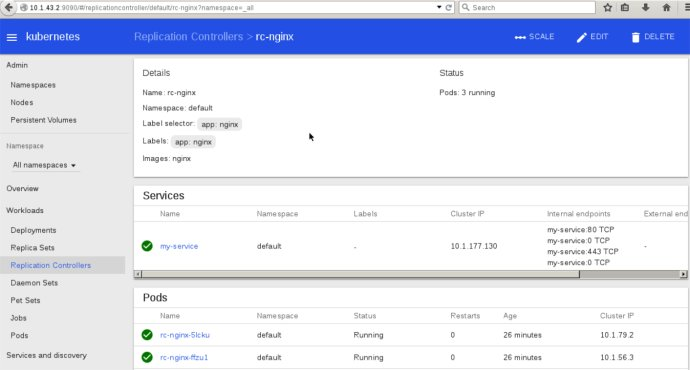 10.1.43.2:9090/#/replicationcontroller/default/rc-nginx?namespace=_all
Search
kubernetes
Replication Controllers > rc-nginx
SCALE
EDIT
DELETE
Admin
Namespaces
Nodes
Persistent Volumes
Namespace
All namespaces
Overview
Workloads
Deployments
Replica Sets
Replication Controllers
Daemon Sets
Pet Sets
Jobs
Pods
Services and discovery
Details
Name: rc-nginx
Namespace: default
Label selector: app: nginx
Labels: app: nginx
Images: nginx
Status
Pods: 3 running
Services
Name Namespace Labels Cluster IP Internal endpoints External end
my-service default - 10.1.177.130 my-service:80 TCP -
my-service:0 TCP
my-service:443 TCP
my-service:0 TCP
Pods
Name Namespace Status Restarts Age Cluster IP
rc-nginx-5lcku default Running 0 26 minutes 10.1.79.2
rc-nginx-ffzu1 default Running 0 26 minutes 10.1.56.3